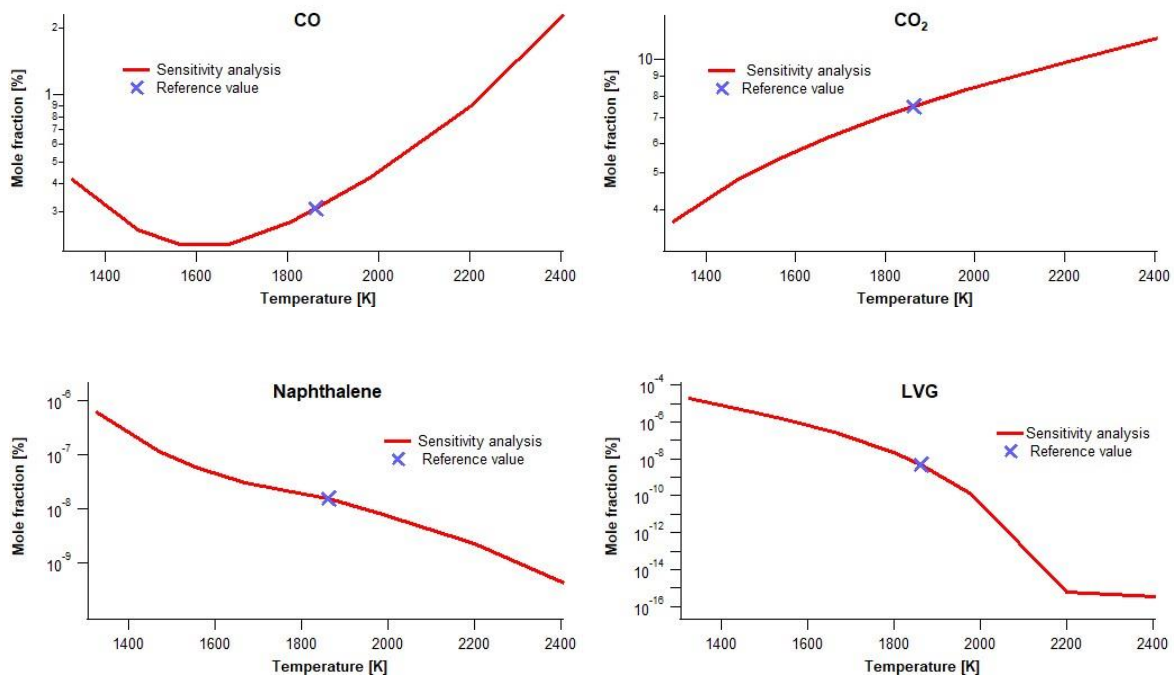 CO
2
1
9
8
7
6
5
4
3
Mole fraction [%]
Sensitivity analysis
Reference value
1400 1600 1800 2000 2200 2400
Temperature [K]
CO₂
10
9
8
7
6
5
4
Mole fraction [%]
Sensitivity analysis
Reference value
1400 1600 1800 2000 2200 2400
Temperature [K]
Naphthalene
10⁻⁶
10⁻⁷
10⁻⁸
10⁻⁹
Mole fraction [%]
Sensitivity analysis
Reference value
1400 1600 1800 2000 2200 2400
Temperature [K]
LVG
10⁻⁴
10⁻⁶
10⁻⁸
10⁻¹⁰
10⁻¹²
10⁻¹⁴
10⁻¹⁶
Mole fraction [%]
Sensitivity analysis
Reference value
1400 1600 1800 2000 2200 2400
Temperature [K]